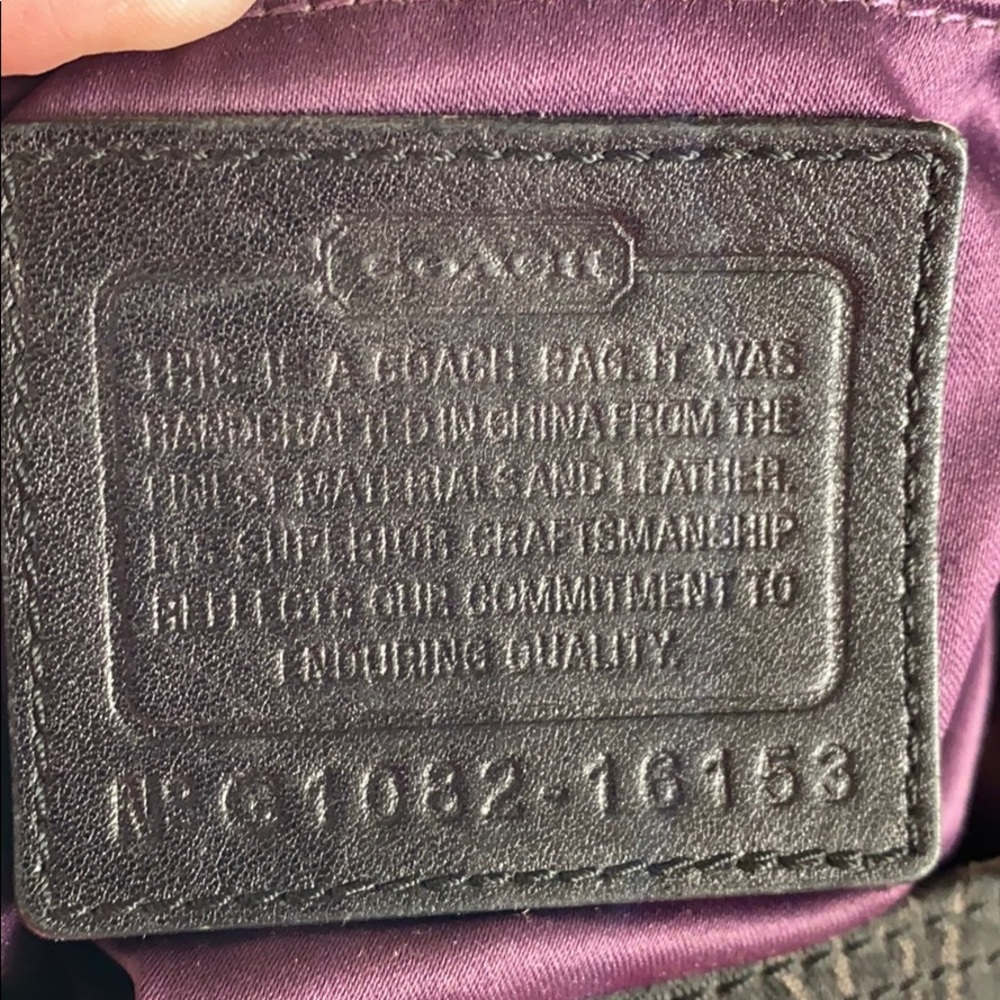 COACH
THIS IS A COACH BAG. IT WAS
HANDCRAFTED IN CHINA FROM THE
FINEST MATERIALS AND LEATHER.
ITS SUPERIOR CRAFTSMANSHIP
REFLECTS OUR COMMITMENT TO
ENDURING QUALITY.
Nº G1082-16153